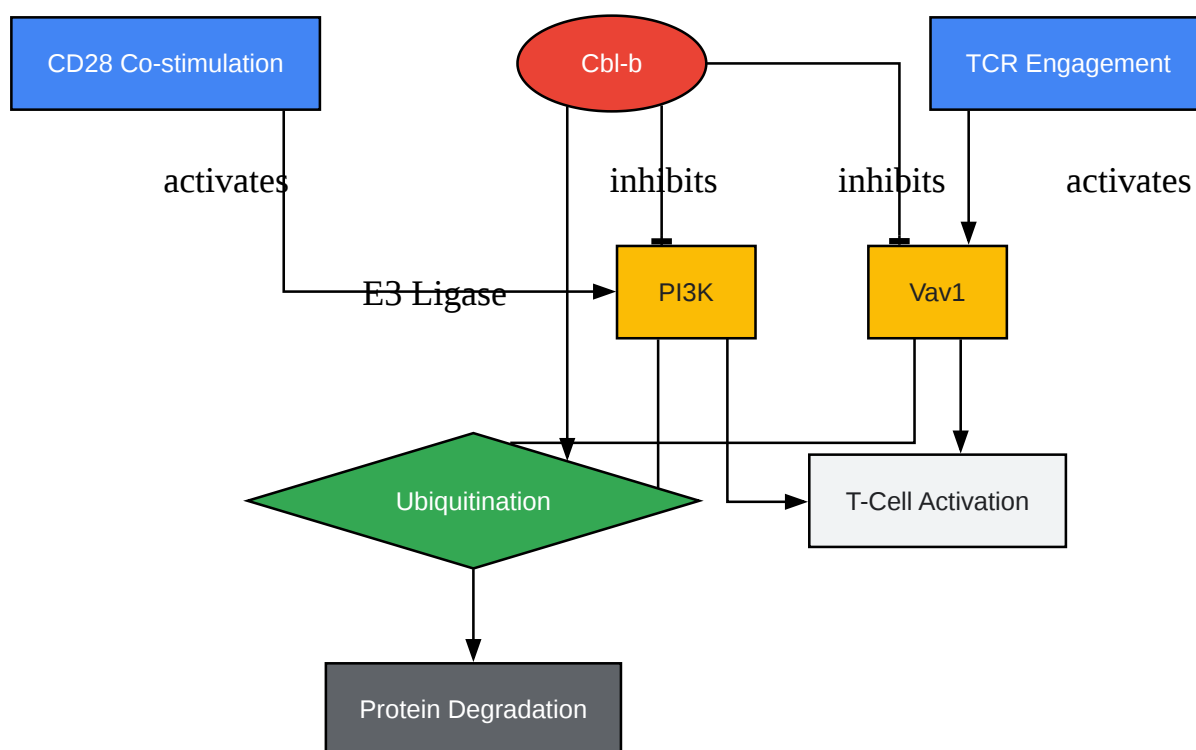 CD28 Co-stimulation
Cbl-b
TCR Engagement
activates
inhibits
inhibits
activates
E3 Ligase
PI3K
Vav1
Ubiquitination
T-Cell Activation
Protein Degradation